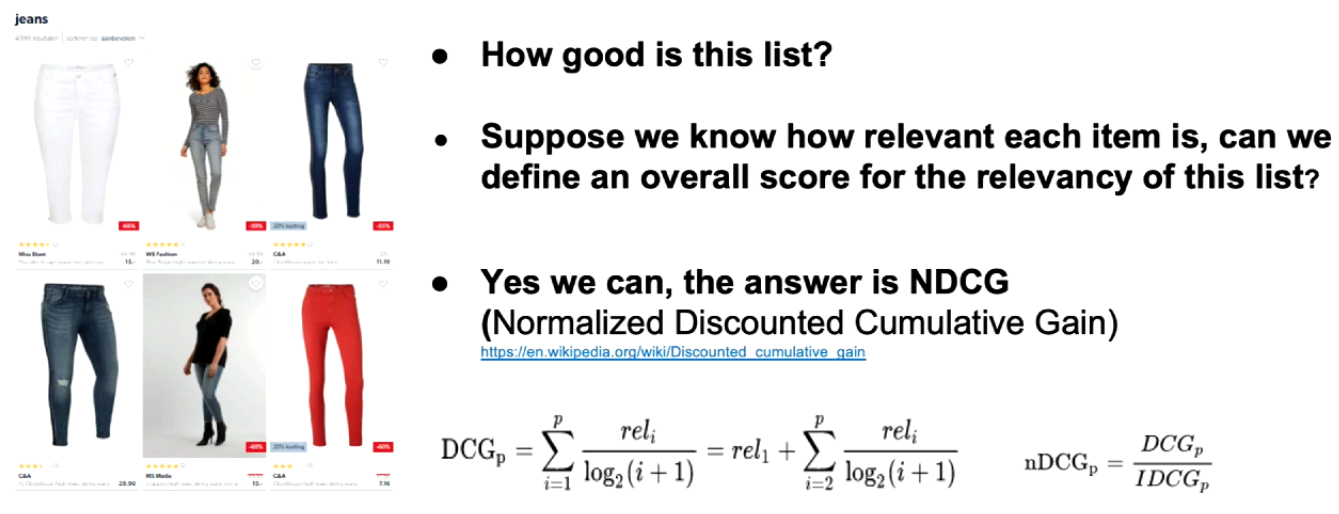 jeans
4399 resultaten | sorteren op aanbevolen
-66%
-50%
20% korting
-55%
Miss Etam
15.-
WE Fashion
20.-
C&A
11.19
-60%
20% korting
-60%
C&A
29.90
MS Mode
15.-
C&A
7.16
● How good is this list?
● Suppose we know how relevant each item is, can we
define an overall score for the relevancy of this list?
● Yes we can, the answer is NDCG
(Normalized Discounted Cumulative Gain)
https://en.wikipedia.org/wiki/Discounted_cumulative_gain
DCG_p = \sum_{i=1}^{p} \frac{rel_i}{\log_2(i+1)} = rel_1 + \sum_{i=2}^{p} \frac{rel_i}{\log_2(i+1)}
nDCG_p = \frac{DCG_p}{IDCG_p}